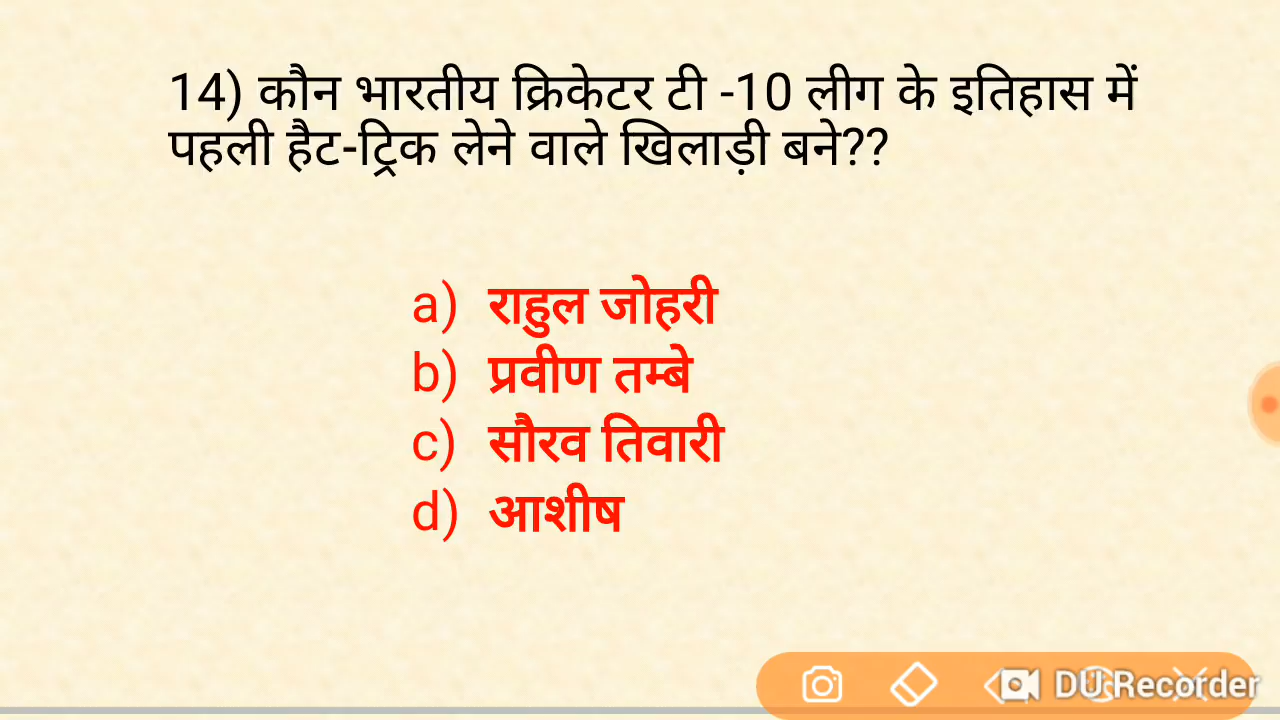 14) कौन भारतीय क्रिकेटर टी -10 लीग के इतिहास में
पहली हैट-ट्रिक लेने वाले खिलाड़ी बने??
a) राहुल जोहरी
b) प्रवीण तम्बे
c) सौरव तिवारी
d) आशीष
DU Recorder